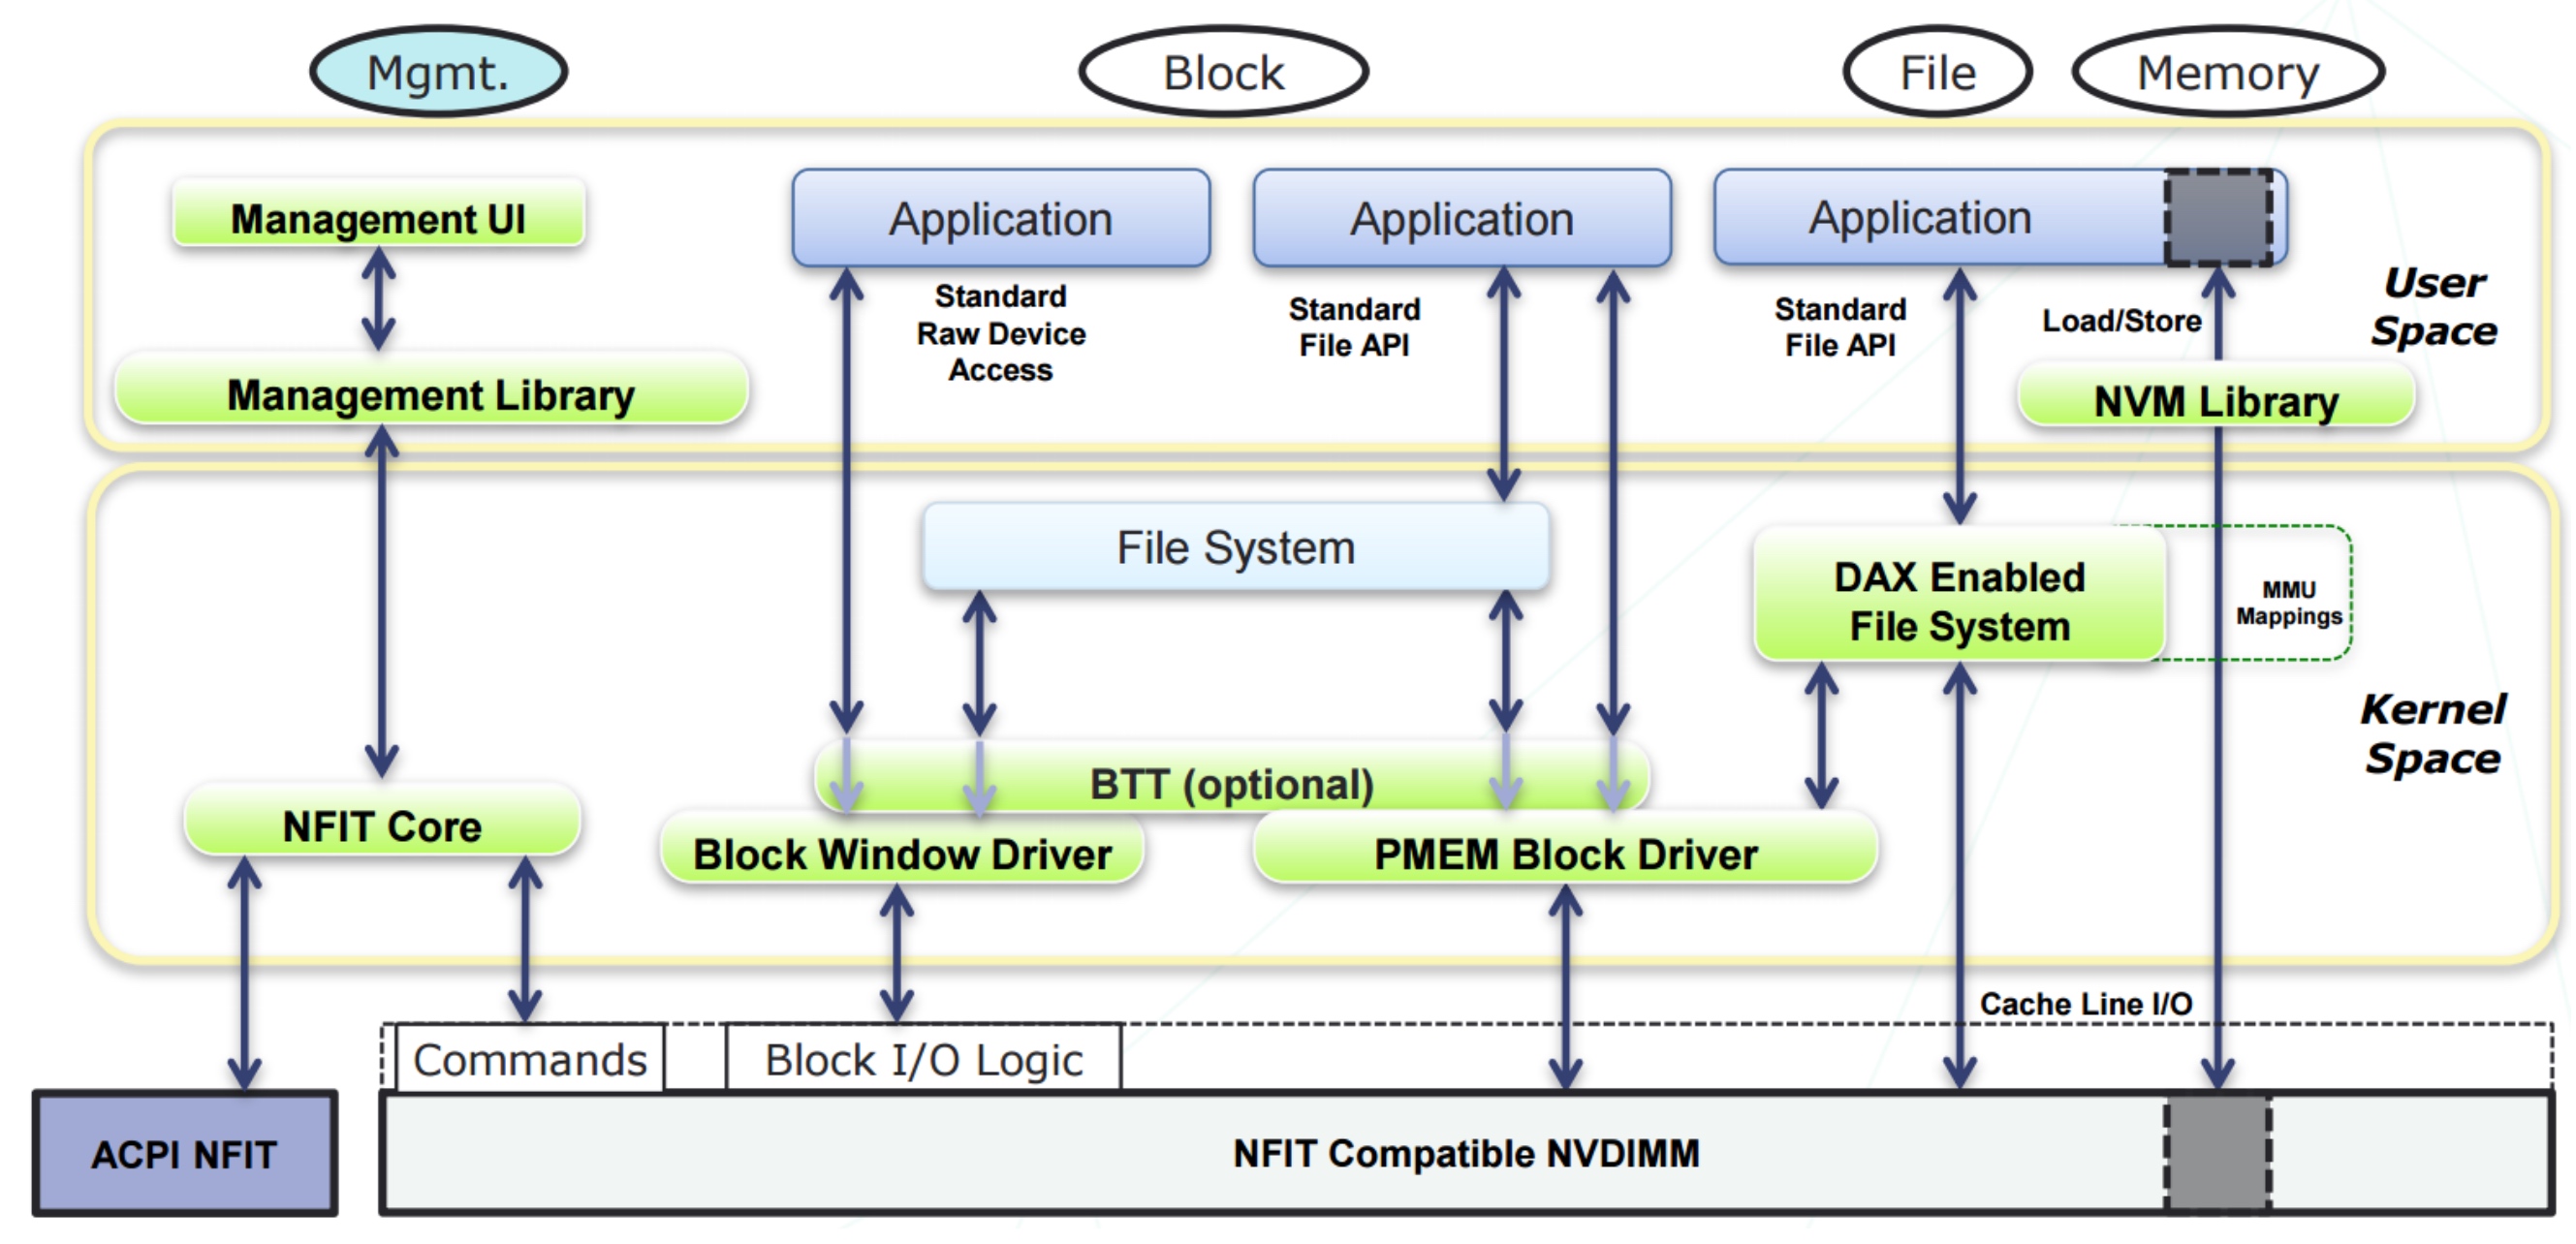 Mgmt.
Block
File
Memory
Management UI
Application
Application
Application
Standard
Raw Device
Access
Standard
File API
Standard
File API
Load/Store
User
Space
Management Library
NVM Library
File System
DAX Enabled
File System
MMU
Mappings
Kernel
Space
BTT (optional)
NFIT Core
Block Window Driver
PMEM Block Driver
Cache Line I/O
Commands
Block I/O Logic
ACPI NFIT
NFIT Compatible NVDIMM